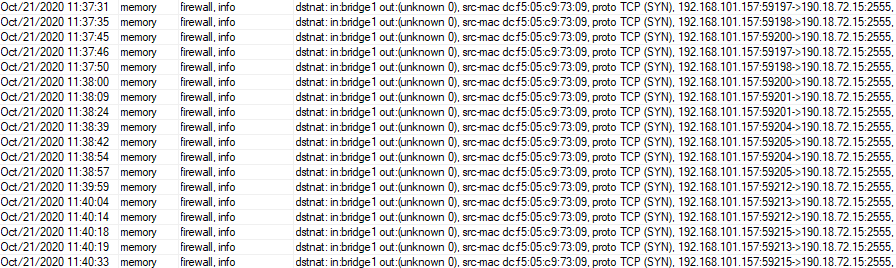 Oct/21/2020 11:37:31 memory firewall, info dstnat: in:bridge1 out:(unknown 0), src-mac dc:f5:05:c9:73:09, proto TCP (SYN), 192.168.101.157:59197->190.18.72.15:2555,
Oct/21/2020 11:37:35 memory firewall, info dstnat: in:bridge1 out:(unknown 0), src-mac dc:f5:05:c9:73:09, proto TCP (SYN), 192.168.101.157:59198->190.18.72.15:2555,
Oct/21/2020 11:37:45 memory firewall, info dstnat: in:bridge1 out:(unknown 0), src-mac dc:f5:05:c9:73:09, proto TCP (SYN), 192.168.101.157:59200->190.18.72.15:2555,
Oct/21/2020 11:37:46 memory firewall, info dstnat: in:bridge1 out:(unknown 0), src-mac dc:f5:05:c9:73:09, proto TCP (SYN), 192.168.101.157:59197->190.18.72.15:2555,
Oct/21/2020 11:37:50 memory firewall, info dstnat: in:bridge1 out:(unknown 0), src-mac dc:f5:05:c9:73:09, proto TCP (SYN), 192.168.101.157:59198->190.18.72.15:2555,
Oct/21/2020 11:38:00 memory firewall, info dstnat: in:bridge1 out:(unknown 0), src-mac dc:f5:05:c9:73:09, proto TCP (SYN), 192.168.101.157:59200->190.18.72.15:2555,
Oct/21/2020 11:38:09 memory firewall, info dstnat: in:bridge1 out:(unknown 0), src-mac dc:f5:05:c9:73:09, proto TCP (SYN), 192.168.101.157:59201->190.18.72.15:2555,
Oct/21/2020 11:38:24 memory firewall, info dstnat: in:bridge1 out:(unknown 0), src-mac dc:f5:05:c9:73:09, proto TCP (SYN), 192.168.101.157:59201->190.18.72.15:2555,
Oct/21/2020 11:38:39 memory firewall, info dstnat: in:bridge1 out:(unknown 0), src-mac dc:f5:05:c9:73:09, proto TCP (SYN), 192.168.101.157:59204->190.18.72.15:2555,
Oct/21/2020 11:38:42 memory firewall, info dstnat: in:bridge1 out:(unknown 0), src-mac dc:f5:05:c9:73:09, proto TCP (SYN), 192.168.101.157:59205->190.18.72.15:2555,
Oct/21/2020 11:38:54 memory firewall, info dstnat: in:bridge1 out:(unknown 0), src-mac dc:f5:05:c9:73:09, proto TCP (SYN), 192.168.101.157:59204->190.18.72.15:2555,
Oct/21/2020 11:38:57 memory firewall, info dstnat: in:bridge1 out:(unknown 0), src-mac dc:f5:05:c9:73:09, proto TCP (SYN), 192.168.101.157:59205->190.18.72.15:2555,
Oct/21/2020 11:39:59 memory firewall, info dstnat: in:bridge1 out:(unknown 0), src-mac dc:f5:05:c9:73:09, proto TCP (SYN), 192.168.101.157:59212->190.18.72.15:2555,
Oct/21/2020 11:40:04 memory firewall, info dstnat: in:bridge1 out:(unknown 0), src-mac dc:f5:05:c9:73:09, proto TCP (SYN), 192.168.101.157:59213->190.18.72.15:2555,
Oct/21/2020 11:40:14 memory firewall, info dstnat: in:bridge1 out:(unknown 0), src-mac dc:f5:05:c9:73:09, proto TCP (SYN), 192.168.101.157:59212->190.18.72.15:2555,
Oct/21/2020 11:40:18 memory firewall, info dstnat: in:bridge1 out:(unknown 0), src-mac dc:f5:05:c9:73:09, proto TCP (SYN), 192.168.101.157:59215->190.18.72.15:2555,
Oct/21/2020 11:40:19 memory firewall, info dstnat: in:bridge1 out:(unknown 0), src-mac dc:f5:05:c9:73:09, proto TCP (SYN), 192.168.101.157:59213->190.18.72.15:2555,
Oct/21/2020 11:40:33 memory firewall, info dstnat: in:bridge1 out:(unknown 0), src-mac dc:f5:05:c9:73:09, proto TCP (SYN), 192.168.101.157:59215->190.18.72.15:2555,